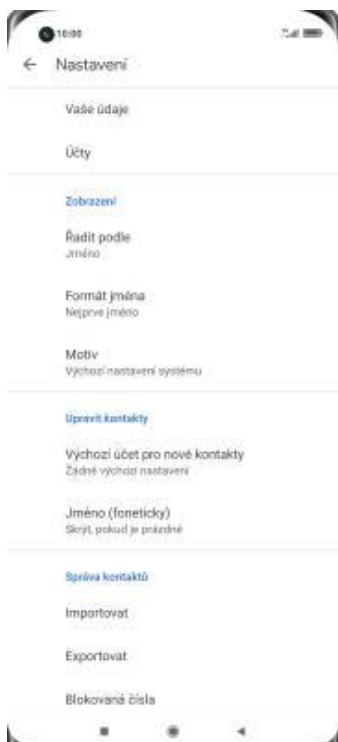 10:06
Nastavení
Vaše údaje
Účty
Zobrazení
Řadit podle
Jméno
Formát jména
Nejprve jméno
Motiv
Výchozí nastavení systému
Upravit kontakty
Výchozí účet pro nové kontakty
Žádné výchozí nastavení
Jméno (foneticky)
Skrýt, pokud je prázdné
Správa kontaktů
Importovat
Exportovat
Blokovaná čísla